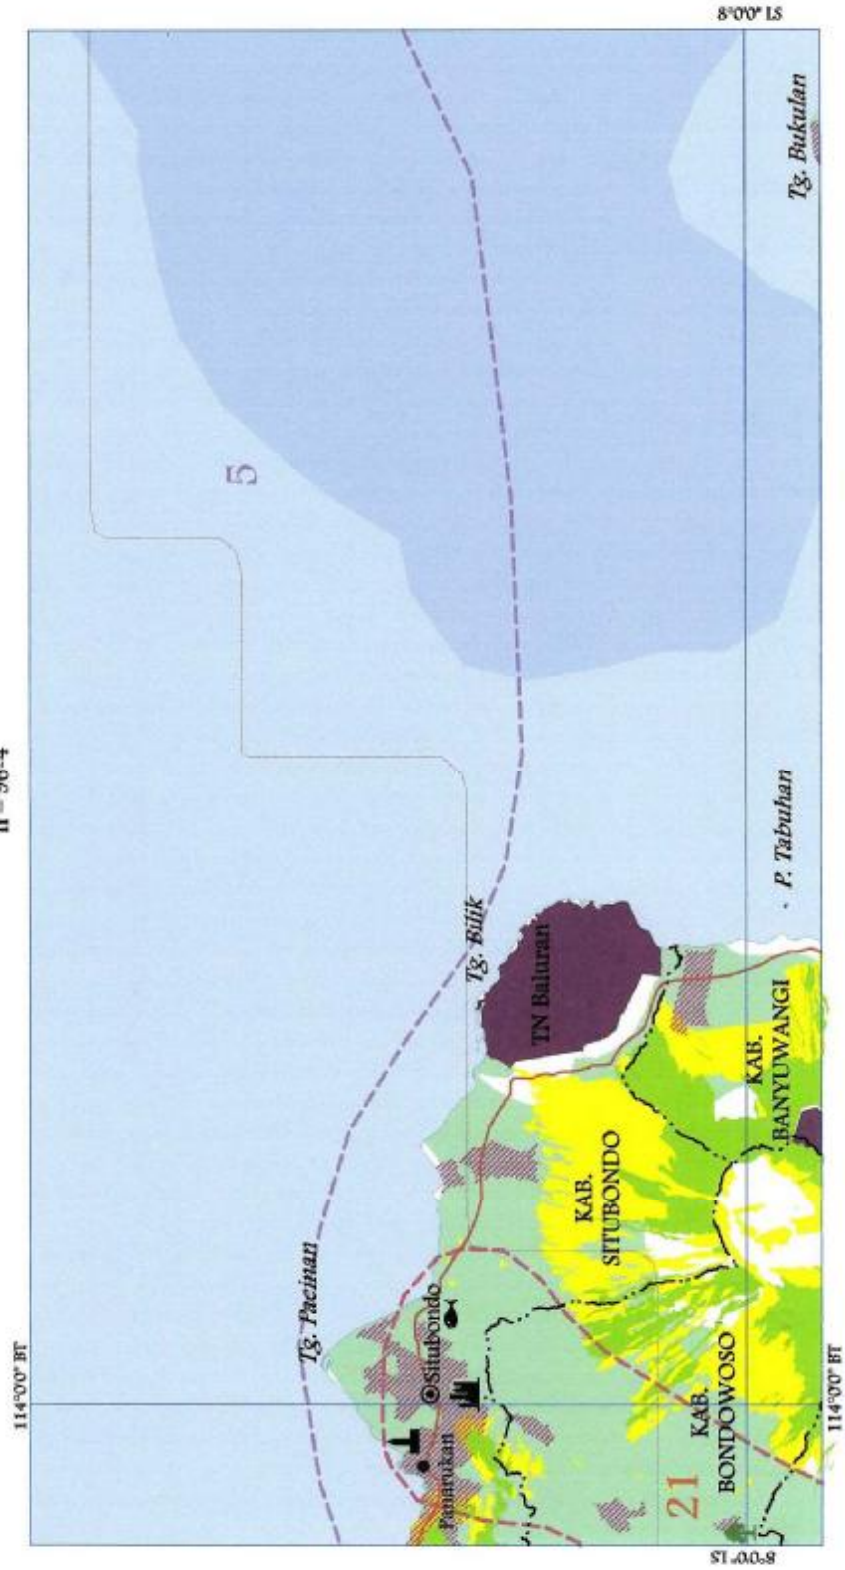 8°0'0" LS
Tg. Bukulan
5
P. Tabuhan
Tg. Bilik
TN Baluran
KAB.
BANYUWANGI
KAB.
SITUBONDO
Tg. Pacinan
Situbondo
114°0'0" BT
KAB.
BONDOWOSO
114°0'0" BT
Panarukan
21
8°0'0" LS